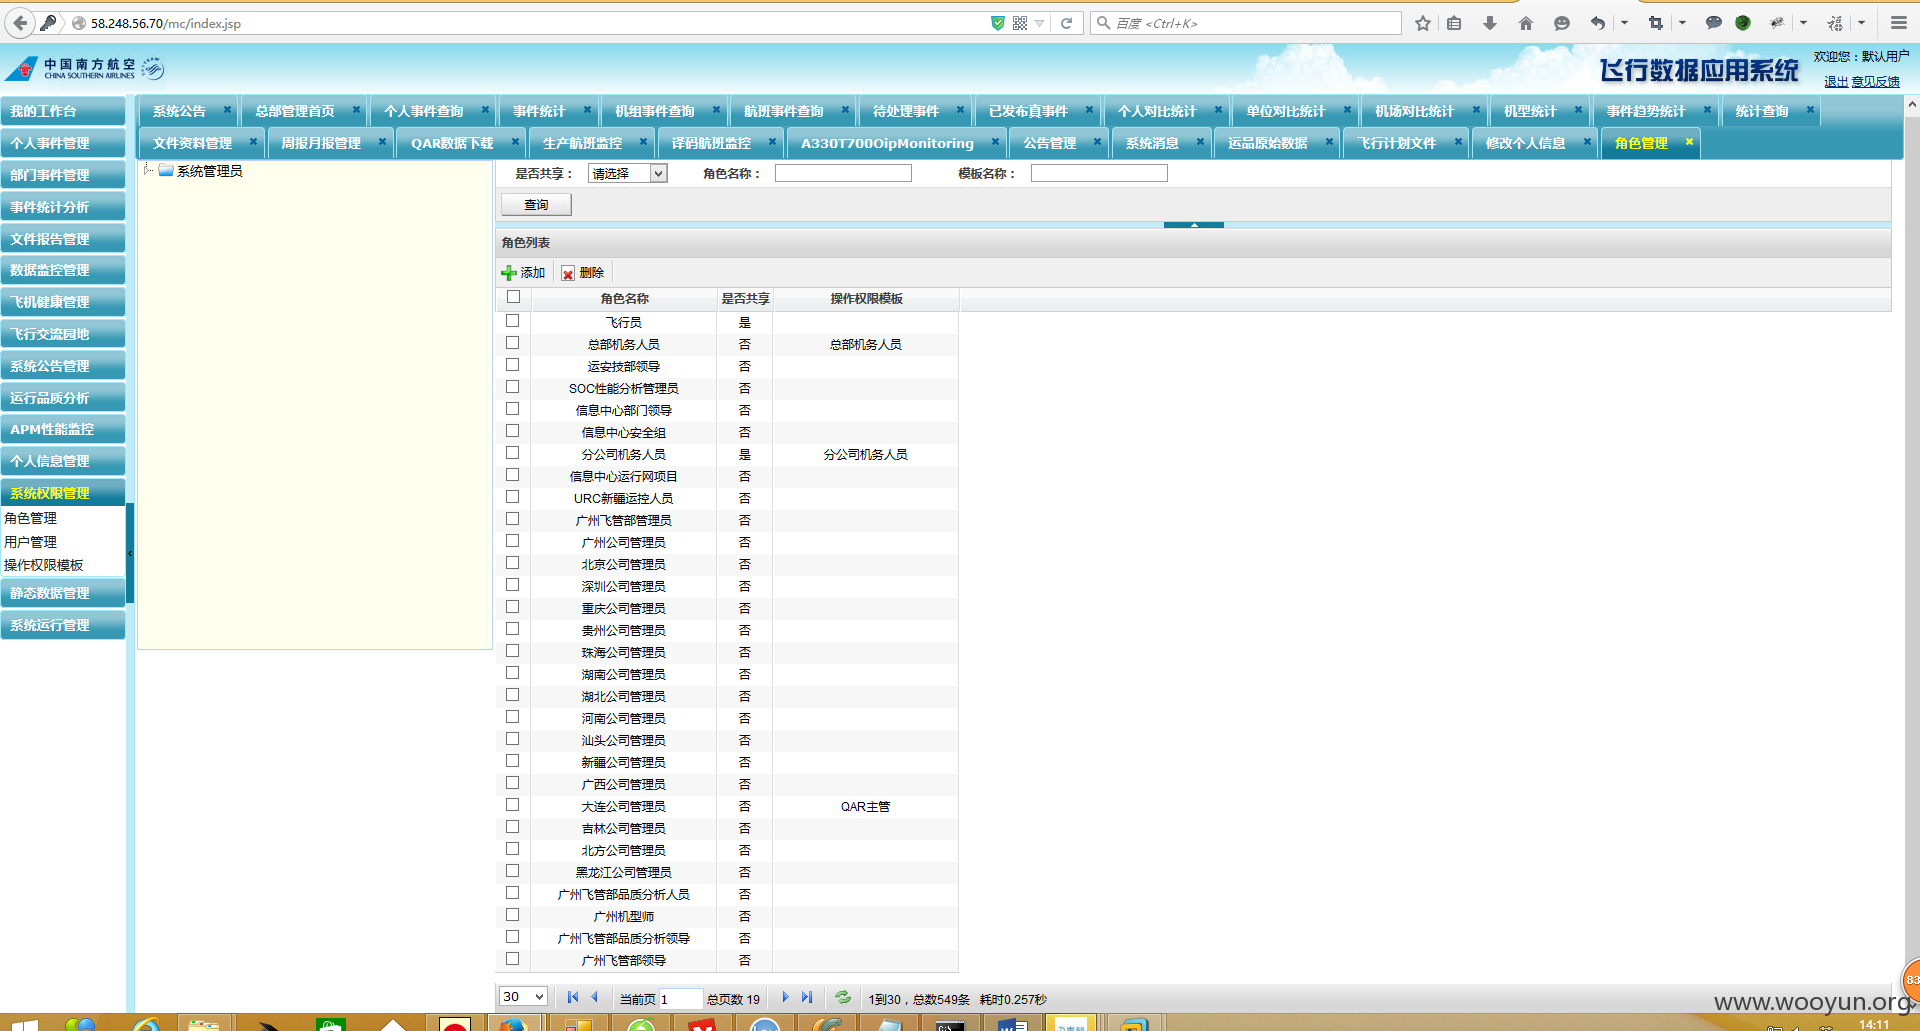 58.248.56.70/mc/index.jsp
百度 <Ctrl+K>
中国南方航空
CHINA SOUTHERN AIRLINES
飞行数据应用系统
欢迎您：默认用户
退出 意见反馈
我的工作台
个人事件管理
部门事件管理
事件统计分析
文件报告管理
数据监控管理
飞机健康管理
飞行交流园地
系统公告管理
运行品质分析
APM性能监控
个人信息管理
系统权限管理
角色管理
用户管理
操作权限模板
静态数据管理
系统运行管理
系统公告 总部管理首页 个人事件查询 事件统计 机组事件查询 航班事件查询 待处理事件 已发布真事件 个人对比统计 单位对比统计 机场对比统计 机型统计 事件趋势统计 统计查询
文件资料管理 周报月报管理 QAR数据下载 生产航班监控 译码航班监控 A330T700OipMonitoring 公告管理 系统消息 运品原始数据 飞行计划文件 修改个人信息 角色管理
系统管理员
是否共享： 请选择 角色名称： 模板名称：
查询
角色列表
添加 删除
角色名称 是否共享 操作权限模板
飞行员 是
总部机务人员 否 总部机务人员
运安技部领导 否
SOC性能分析管理员 否
信息中心部门领导 否
信息中心安全组 否
分公司机务人员 是 分公司机务人员
信息中心运行网项目 否
URC新疆运控人员 否
广州飞管部管理员 否
广州公司管理员 否
北京公司管理员 否
深圳公司管理员 否
重庆公司管理员 否
贵州公司管理员 否
珠海公司管理员 否
湖南公司管理员 否
湖北公司管理员 否
河南公司管理员 否
汕头公司管理员 否
新疆公司管理员 否
广西公司管理员 否
大连公司管理员 否 QAR主管
吉林公司管理员 否
北方公司管理员 否
黑龙江公司管理员 否
广州飞管部品质分析人员 否
广州机型师 否
广州飞管部品质分析领导 否
广州飞管部领导 否
30 当前页 1 总页数 19 1到30，总数549条 耗时0.257秒
83
www.wooyun.org
14:11